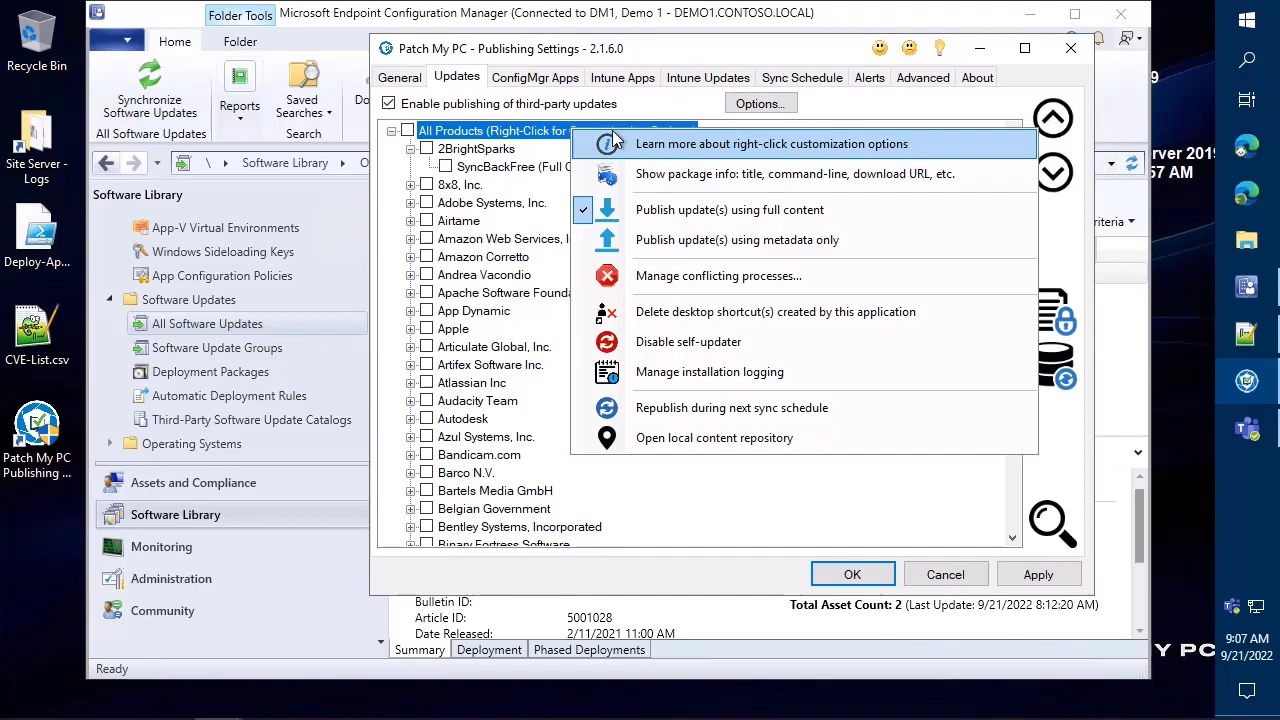 Recycle Bin
Site Server -
Logs
Deploy-Ap...
CVE-List.csv
Patch My PC
Publishing ...
Folder Tools
Microsoft Endpoint Configuration Manager (Connected to DM1, Demo 1 - DEMO1.CONTOSO.LOCAL)
Home
Folder
Synchronize
Software Updates
All Software Updates
Reports
Saved
Searches
Search
\ Software Library
Software Library
App-V Virtual Environments
Windows Sideloading Keys
App Configuration Policies
Software Updates
All Software Updates
Software Update Groups
Deployment Packages
Automatic Deployment Rules
Third-Party Software Update Catalogs
Operating Systems
Assets and Compliance
Software Library
Monitoring
Administration
Community
Ready
Patch My PC - Publishing Settings - 2.1.6.0
General
Updates
ConfigMgr Apps
Intune Apps
Intune Updates
Sync Schedule
Alerts
Advanced
About
Enable publishing of third-party updates
Options...
All Products (Right-Click for
2BrightSparks
SyncBackFree (Full C
8x8, Inc.
Adobe Systems, Inc.
Airtame
Amazon Web Services, I
Amazon Corretto
Andrea Vacondio
Apache Software Founda
App Dynamic
Apple
Articulate Global, Inc.
Artifex Software Inc.
Atlassian Inc
Audacity Team
Autodesk
Azul Systems, Inc.
Bandicam.com
Barco N.V.
Bartels Media GmbH
Belgian Government
Bentley Systems, Incorporated
Binary Fortress Software
Learn more about right-click customization options
Show package info: title, command-line, download URL, etc.
Publish update(s) using full content
Publish update(s) using metadata only
Manage conflicting processes...
Delete desktop shortcut(s) created by this application
Disable self-updater
Manage installation logging
Republish during next sync schedule
Open local content repository
OK
Cancel
Apply
Bulletin ID:
Article ID: 5001028
Date Released: 2/11/2021 11:00 AM
Total Asset Count: 2 (Last Update: 9/21/2022 8:12:20 AM)
Summary
Deployment
Phased Deployments
rver 2019
57 AM
riteria
Y PC
9:07 AM
9/21/2022